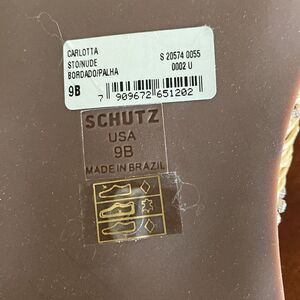 CARLOTTA
STO/NUDE
BORDADO/PALHA
9B
S 20574 0055
0002 U
7 909672 651202
SCHUTZ
USA
9B
MADE IN BRAZIL